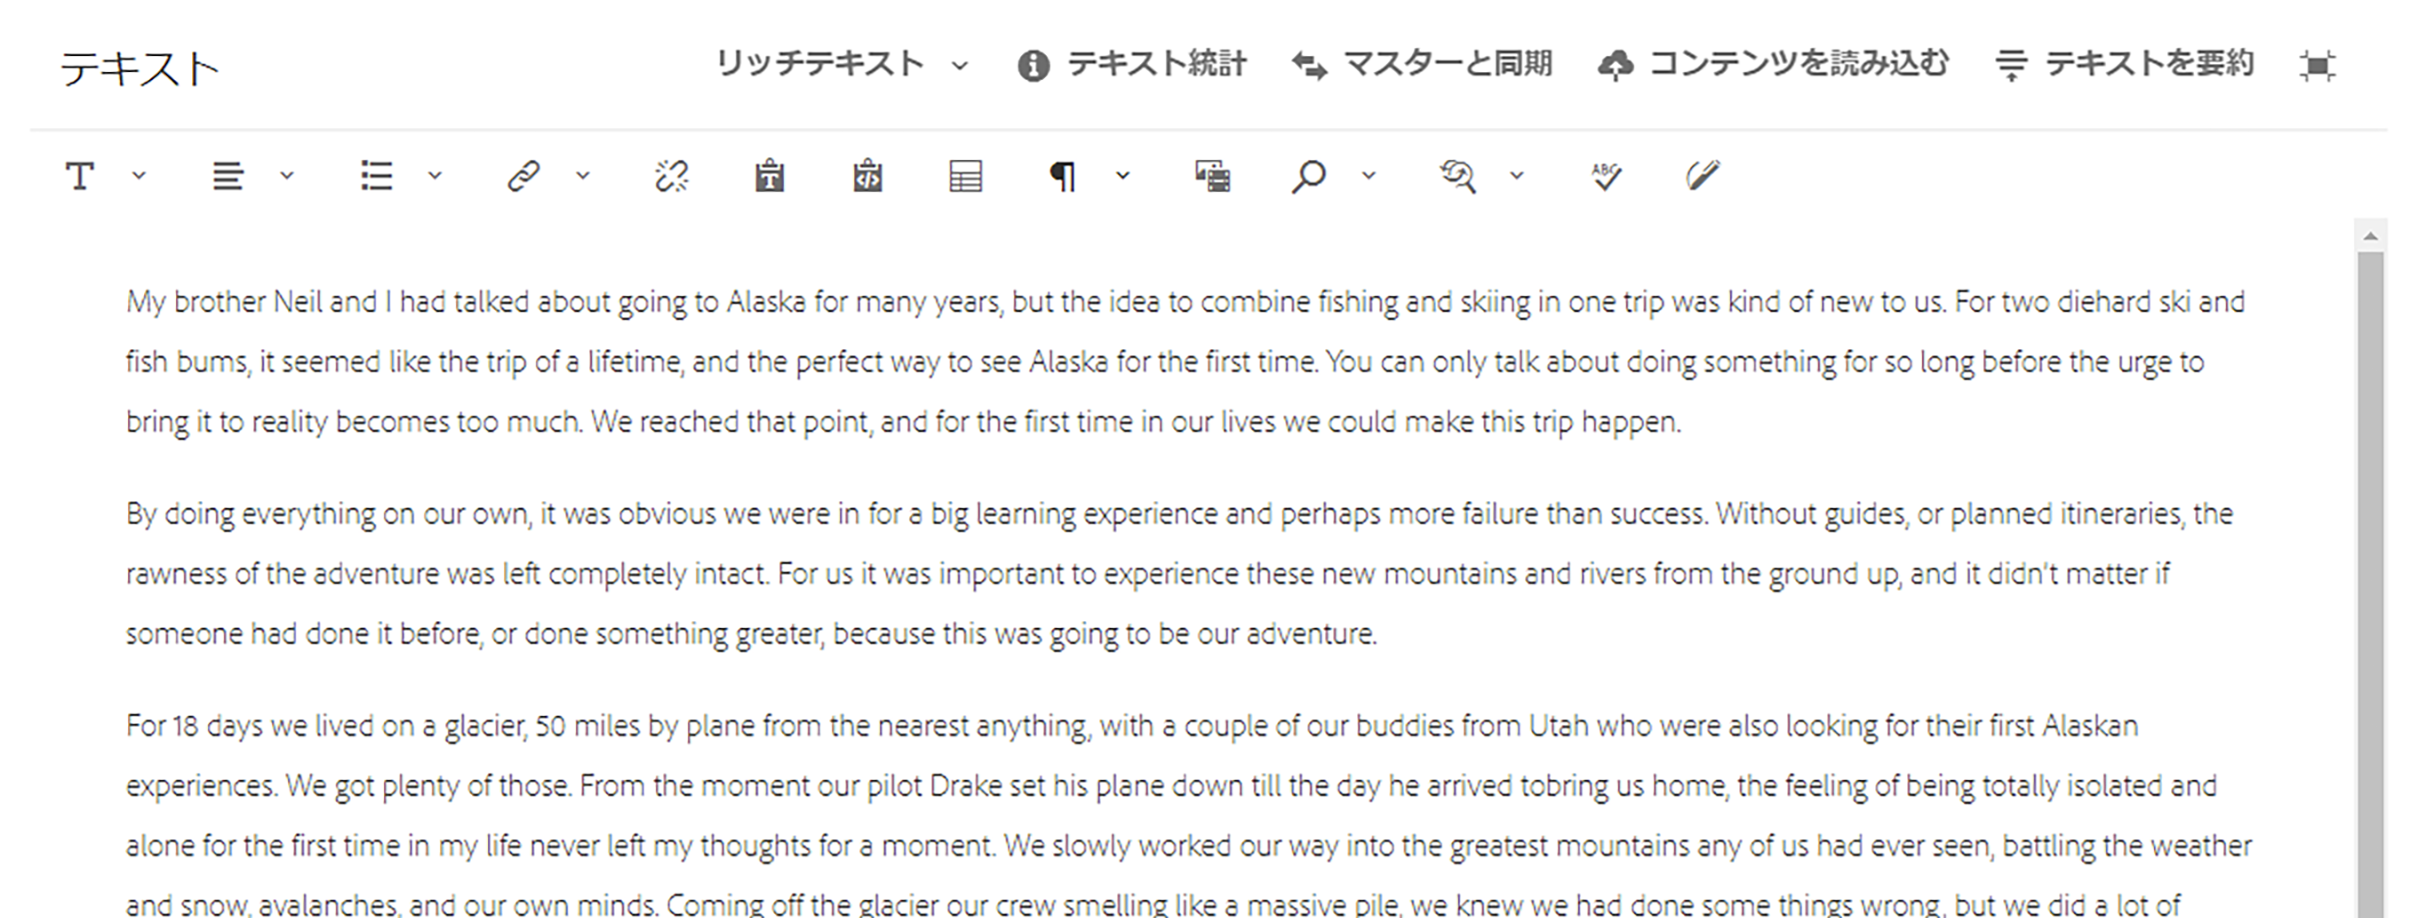 テキスト
リッチテキスト テキスト統計 マスターと同期 コンテンツを読み込む テキストを要約
ABC
My brother Neil and I had talked about going to Alaska for many years, but the idea to combine fishing and skiing in one trip was kind of new to us. For two diehard ski and
fish bums, it seemed like the trip of a lifetime, and the perfect way to see Alaska for the first time. You can only talk about doing something for so long before the urge to
bring it to reality becomes too much. We reached that point, and for the first time in our lives we could make this trip happen.
By doing everything on our own, it was obvious we were in for a big learning experience and perhaps more failure than success. Without guides, or planned itineraries, the
rawness of the adventure was left completely intact. For us it was important to experience these new mountains and rivers from the ground up, and it didn't matter if
someone had done it before, or done something greater, because this was going to be our adventure.
For 18 days we lived on a glacier, 50 miles by plane from the nearest anything, with a couple of our buddies from Utah who were also looking for their first Alaskan
experiences. We got plenty of those. From the moment our pilot Drake set his plane down till the day he arrived tobring us home, the feeling of being totally isolated and
alone for the first time in my life never left my thoughts for a moment. We slowly worked our way into the greatest mountains any of us had ever seen, battling the weather
and snow, avalanches, and our own minds. Coming off the glacier our crew smelling like a massive pile, we knew we had done some things wrong, but we did a lot of